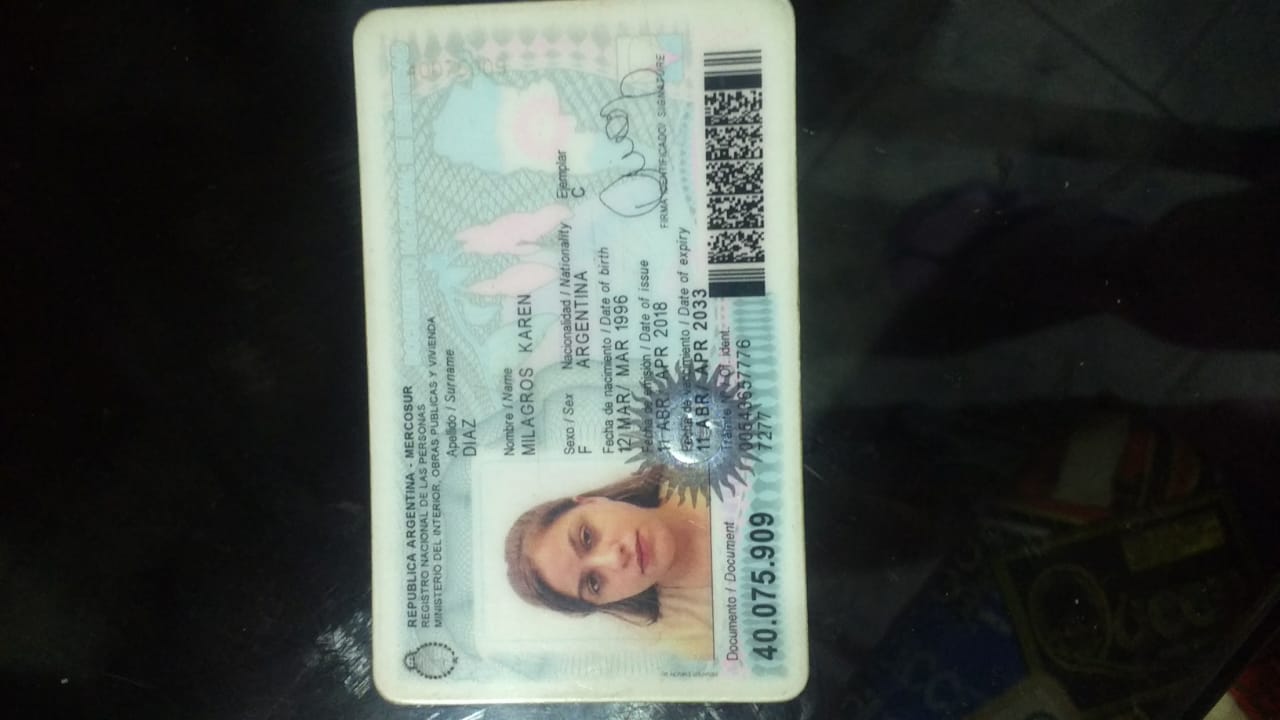 REPUBLICA ARGENTINA - MERCOSUR
REGISTRO NACIONAL DE LAS PERSONAS
MINISTERIO DEL INTERIOR, OBRAS PUBLICAS Y VIVIENDA
Apellido / Surname
DIAZ
Nombre / Name
MILAGROS KAREN
Sexo / Sex Nacionalidad / Nationality Ejemplar
F ARGENTINA C
Fecha de nacimiento / Date of birth
12 MAR/ MAR 1996
Fecha de emisión / Date of issue
11 ABR/ APR 2018
FIRMA IDENTIFICADO/ SIGNATURE
Fecha de vencimiento / Date of expiry
11 ABR/ APR 2033
Trámite / Of. ident.
7277
Documento / Document
40.075.909